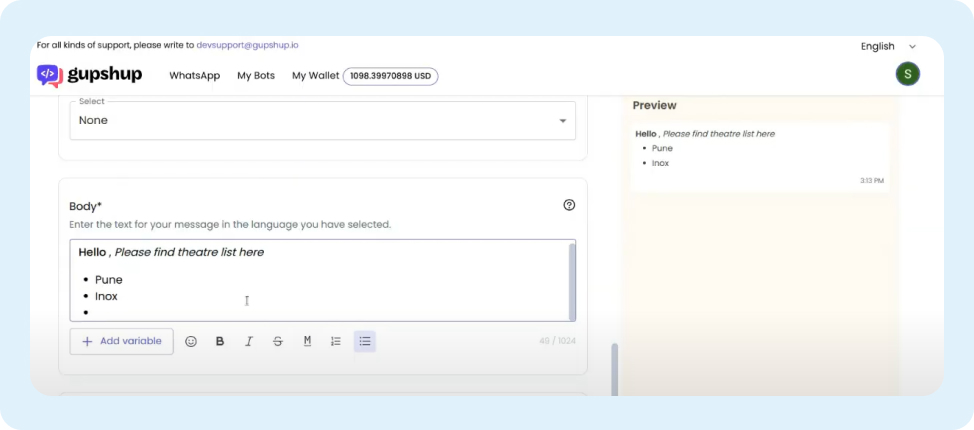 For all kinds of support, please write to devsupport@gupshup.io
English
</> gupshup
WhatsApp
My Bots
My Wallet
1098.39970898 USD
S
Select
None
Preview
Hello , Please find theatre list here
• Pune
• Inox
3:13 PM
Body*
?
Enter the text for your message in the language you have selected.
Hello , Please find theatre list here
• Pune
• Inox
•
+ Add variable
B
I
S
M
49 / 1024